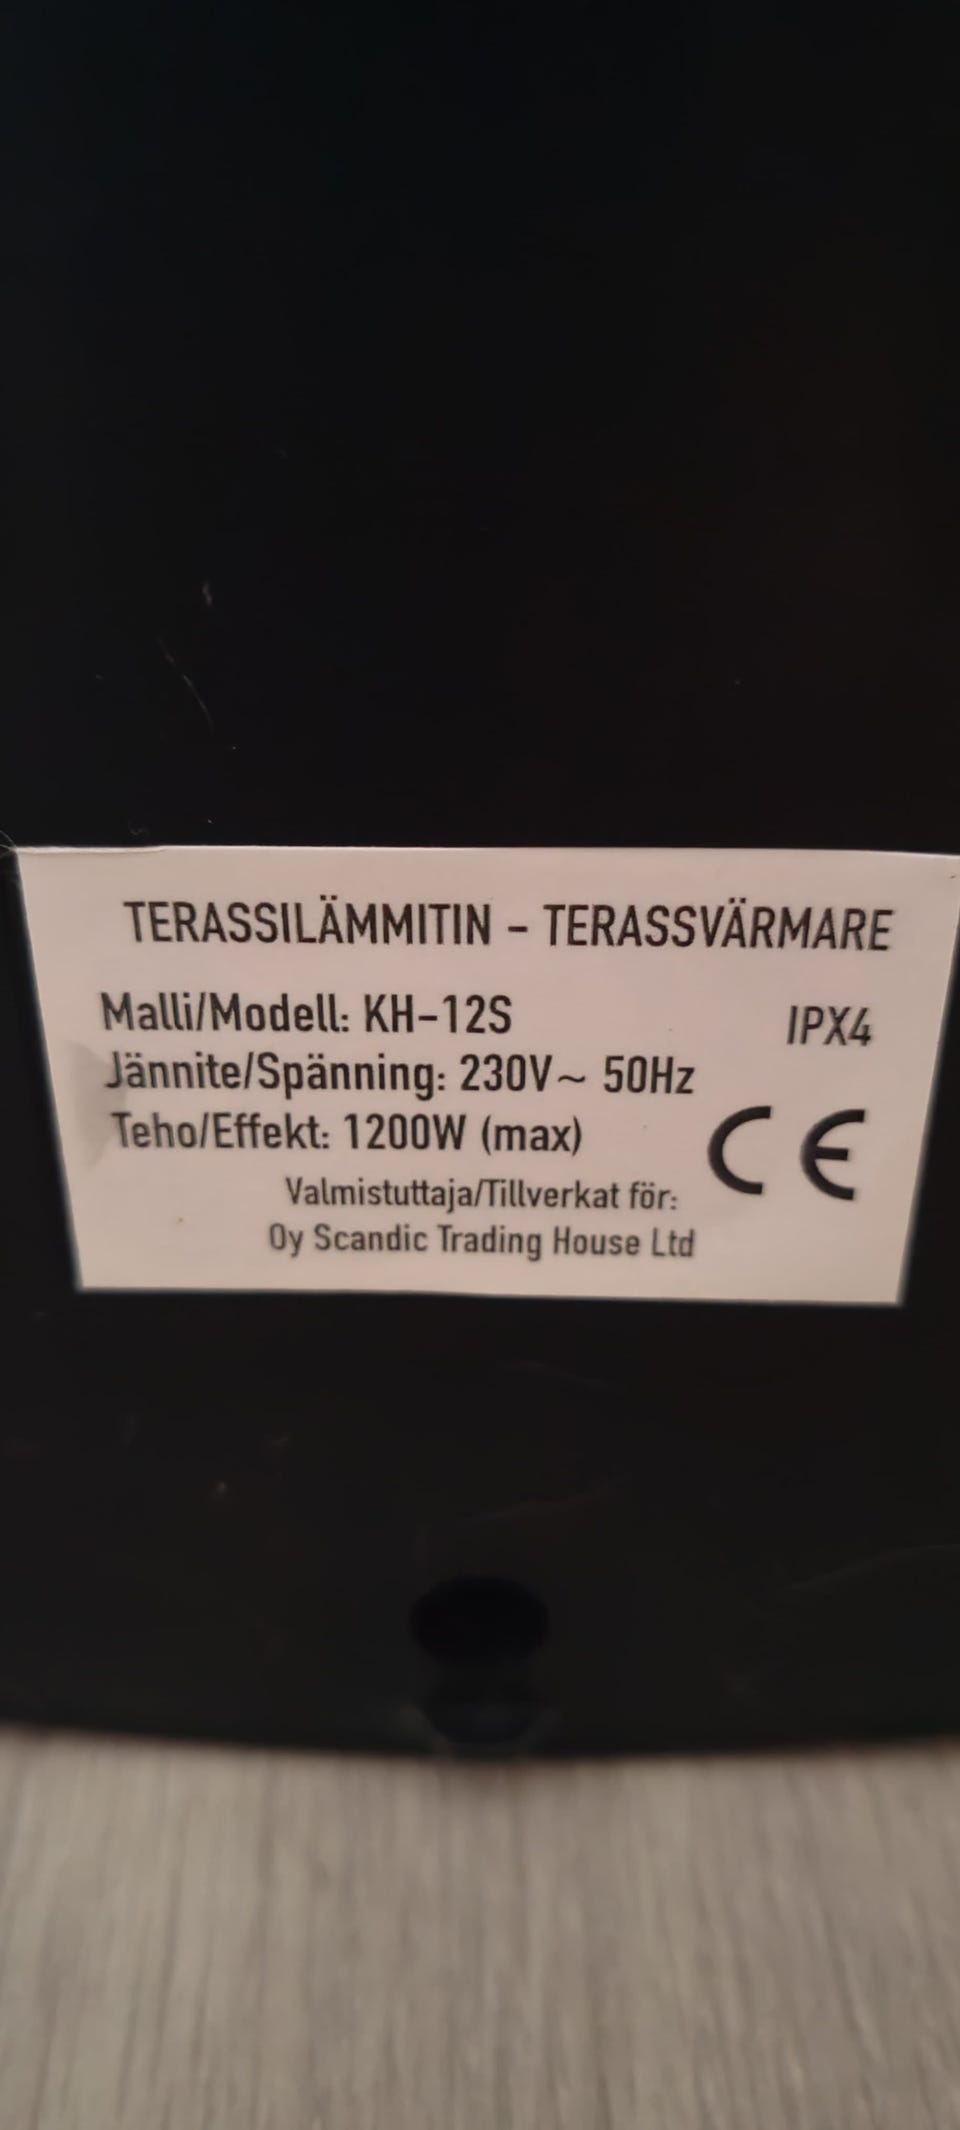 TERASSILÄMMITIN - TERASSVÄRMARE
Malli/Modell: KH-12S IPX4
Jännite/Spänning: 230V~ 50Hz
Teho/Effekt: 1200W (max) CE
Valmistuttaja/Tillverkat för:
Oy Scandic Trading House Ltd